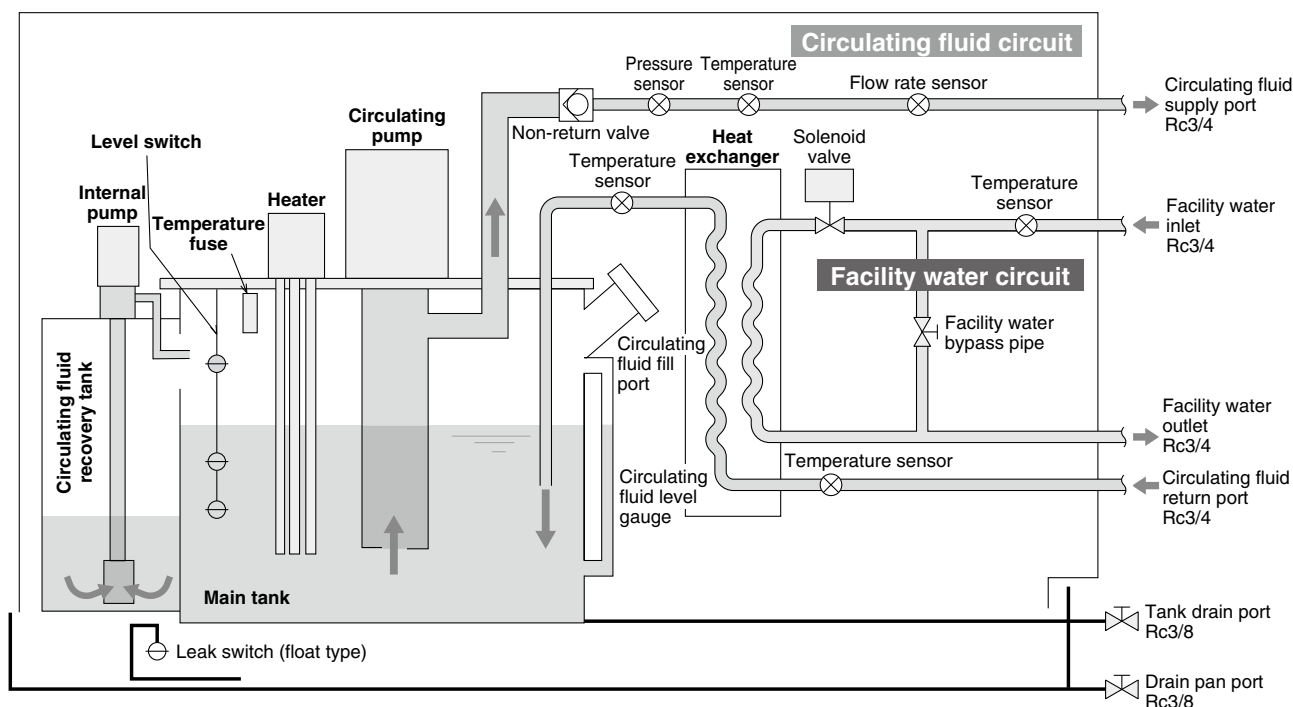 Circulating fluid circuit
Pressure
sensor
Temperature
sensor
Flow rate sensor
Circulating fluid
supply port
Rc3/4
Non-return valve
Circulating
pump
Level switch
Internal
pump
Temperature
fuse
Heater
Temperature
sensor
Heat
exchanger
Solenoid
valve
Temperature
sensor
Facility water
inlet
Rc3/4
Facility water circuit
Facility water
bypass pipe
Circulating
fluid fill
port
Circulating fluid
recovery tank
Facility water
outlet
Rc3/4
Temperature sensor
Circulating
fluid level
gauge
Circulating fluid
return port
Rc3/4
Main tank
Leak switch (float type)
Tank drain port
Rc3/8
Drain pan port
Rc3/8